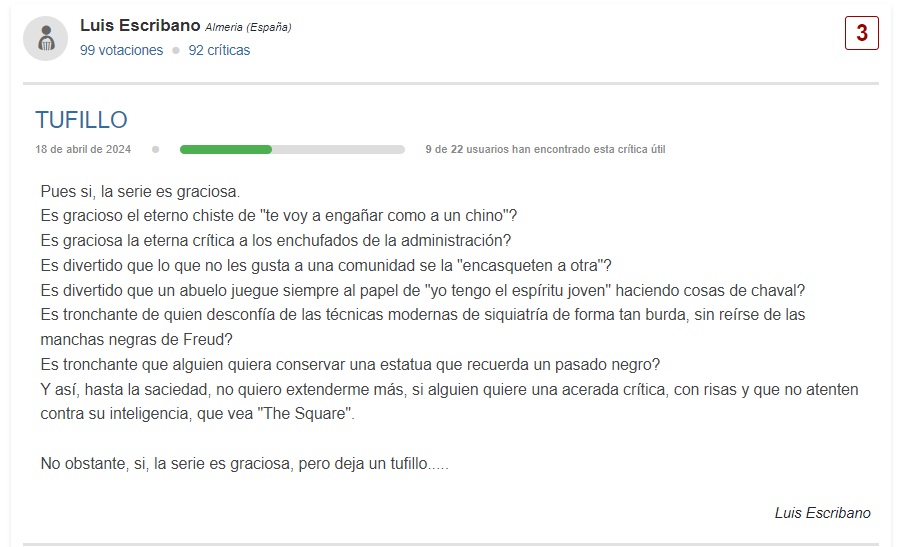 Luis Escribano Almeria (España)
3
99 votaciones 92 críticas
TUFILLO
18 de abril de 2024 9 de 22 usuarios han encontrado esta crítica útil
Pues si, la serie es graciosa.
Es gracioso el eterno chiste de "te voy a engañar como a un chino"?
Es graciosa la eterna crítica a los enchufados de la administración?
Es divertido que lo que no les gusta a una comunidad se la "encasqueten a otra"?
Es divertido que un abuelo juegue siempre al papel de "yo tengo el espíritu joven" haciendo cosas de chaval?
Es tronchante de quien desconfía de las técnicas modernas de siquiatría de forma tan burda, sin reírse de las
manchas negras de Freud?
Es tronchante que alguien quiera conservar una estatua que recuerda un pasado negro?
Y así, hasta la saciedad, no quiero extenderme más, si alguien quiere una acerada crítica, con risas y que no atenten
contra su inteligencia, que vea "The Square".
No obstante, si, la serie es graciosa, pero deja un tufillo.....
Luis Escribano